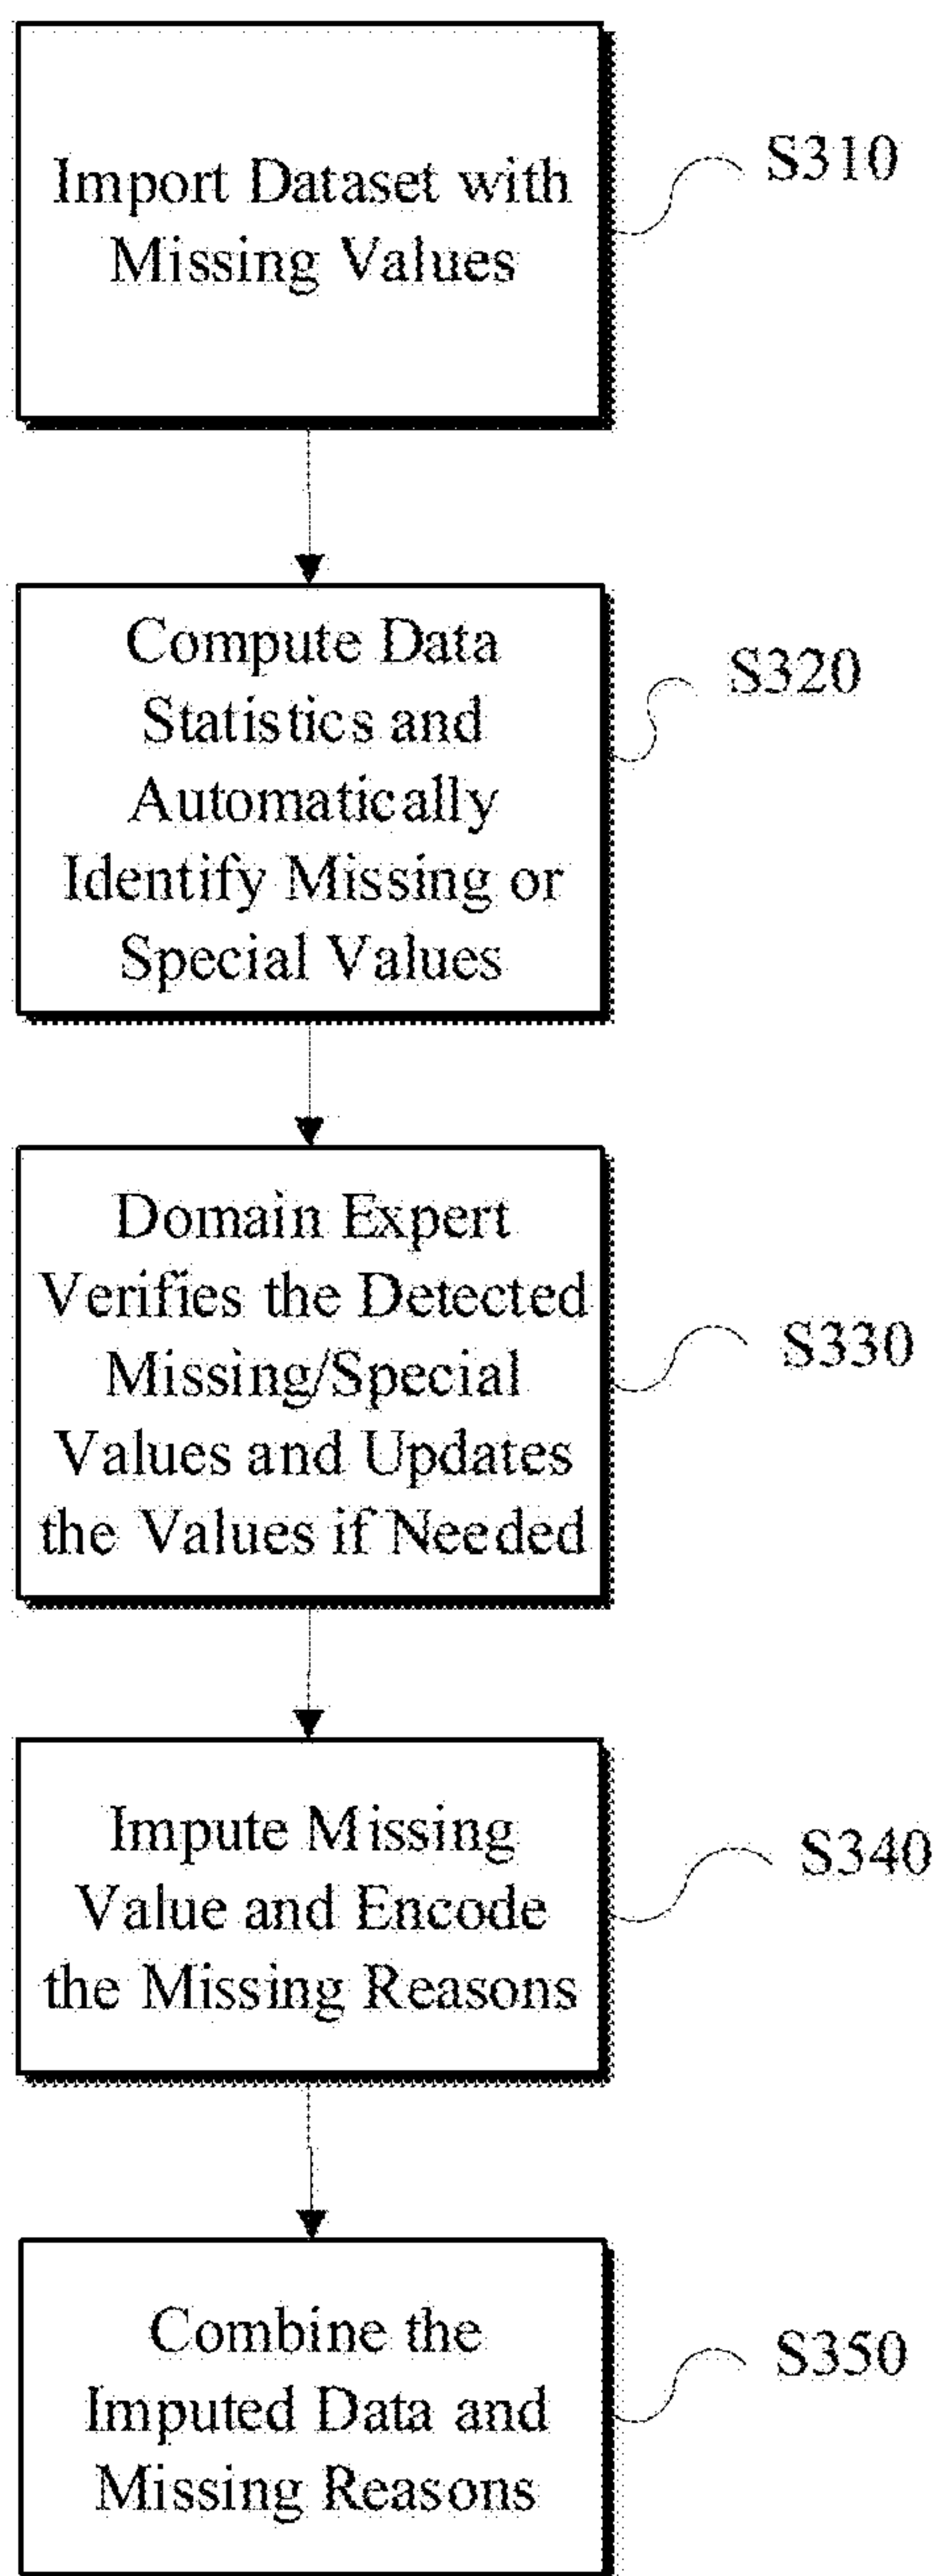 Import Dataset with
Missing Values
S310
Compute Data
Statistics and
Automatically
Identify Missing or
Special Values
S320
Domain Expert
Verifies the Detected
Missing/Special
Values and Updates
the Values if Needed
S330
Impute Missing
Value and Encode
the Missing Reasons
S340
Combine the
Imputed Data and
Missing Reasons
S350